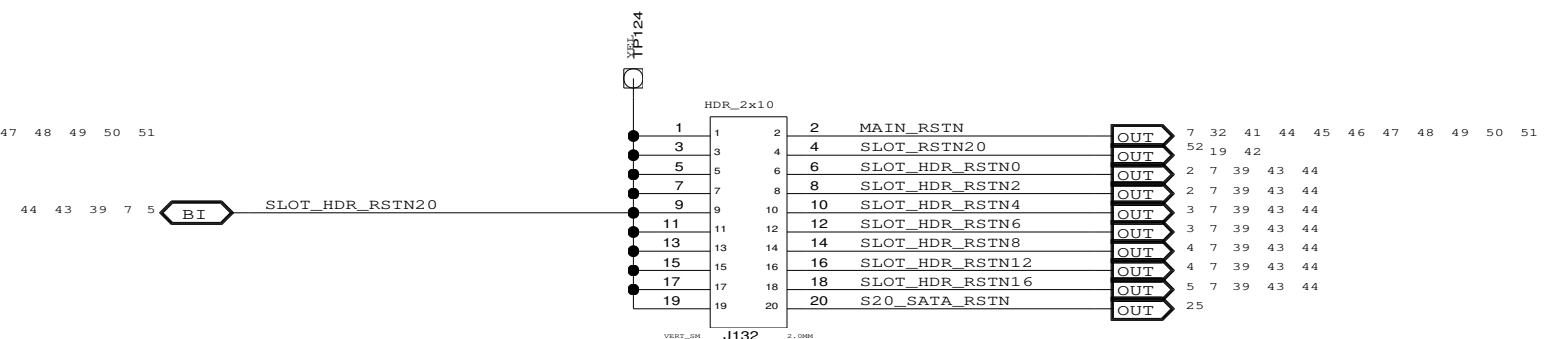 YEL TP124
HDR_2x10
47 48 49 50 51
1 1 2 2 MAIN_RSTN OUT 7 32 41 44 45 46 47 48 49 50 51
3 3 4 4 SLOT_RSTN20 OUT 52 19 42
5 5 6 6 SLOT_HDR_RSTN0 OUT 2 7 39 43 44
7 7 8 8 SLOT_HDR_RSTN2 OUT 2 7 39 43 44
44 43 39 7 5 BI SLOT_HDR_RSTN20 9 9 10 10 SLOT_HDR_RSTN4 OUT 3 7 39 43 44
11 11 12 12 SLOT_HDR_RSTN6 OUT 3 7 39 43 44
13 13 14 14 SLOT_HDR_RSTN8 OUT 4 7 39 43 44
15 15 16 16 SLOT_HDR_RSTN12 OUT 4 7 39 43 44
17 17 18 18 SLOT_HDR_RSTN16 OUT 5 7 39 43 44
19 19 20 20 S20_SATA_RSTN OUT 25
VERT_SM J132 2.0MM